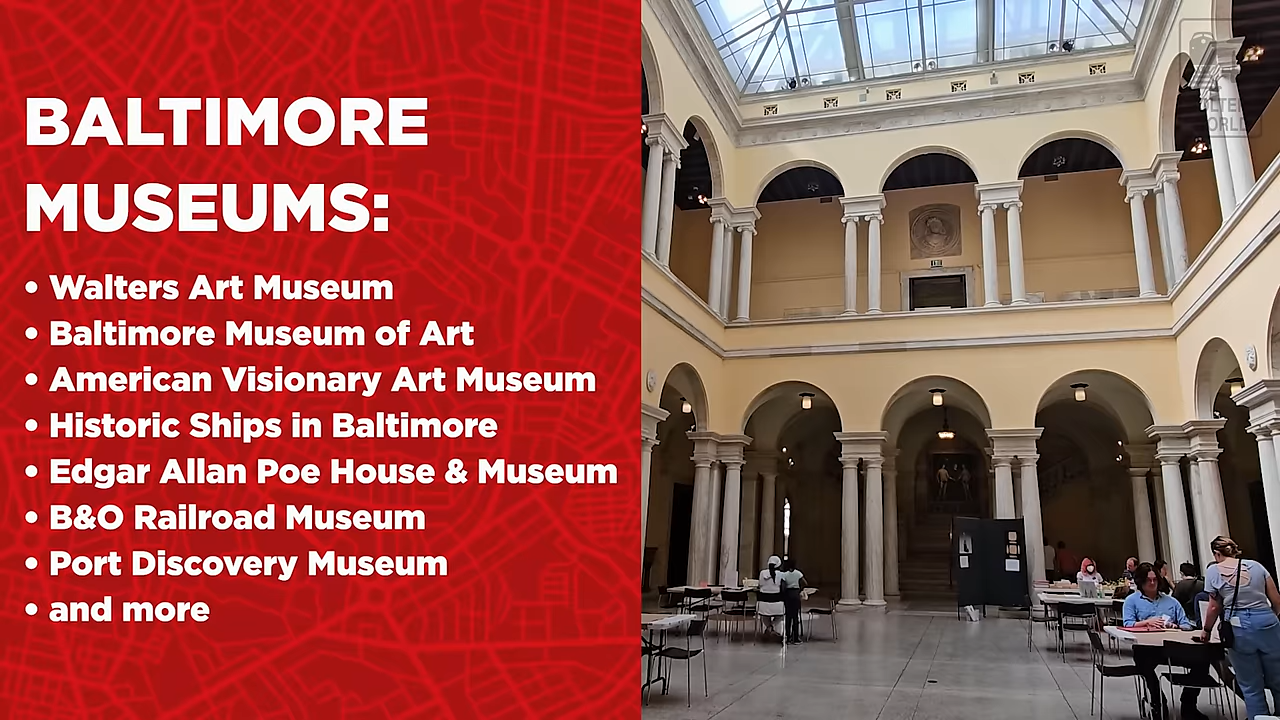 BALTIMORE
MUSEUMS:
• Walters Art Museum
• Baltimore Museum of Art
• American Visionary Art Museum
• Historic Ships in Baltimore
• Edgar Allan Poe House & Museum
• B&O Railroad Museum
• Port Discovery Museum
• and more